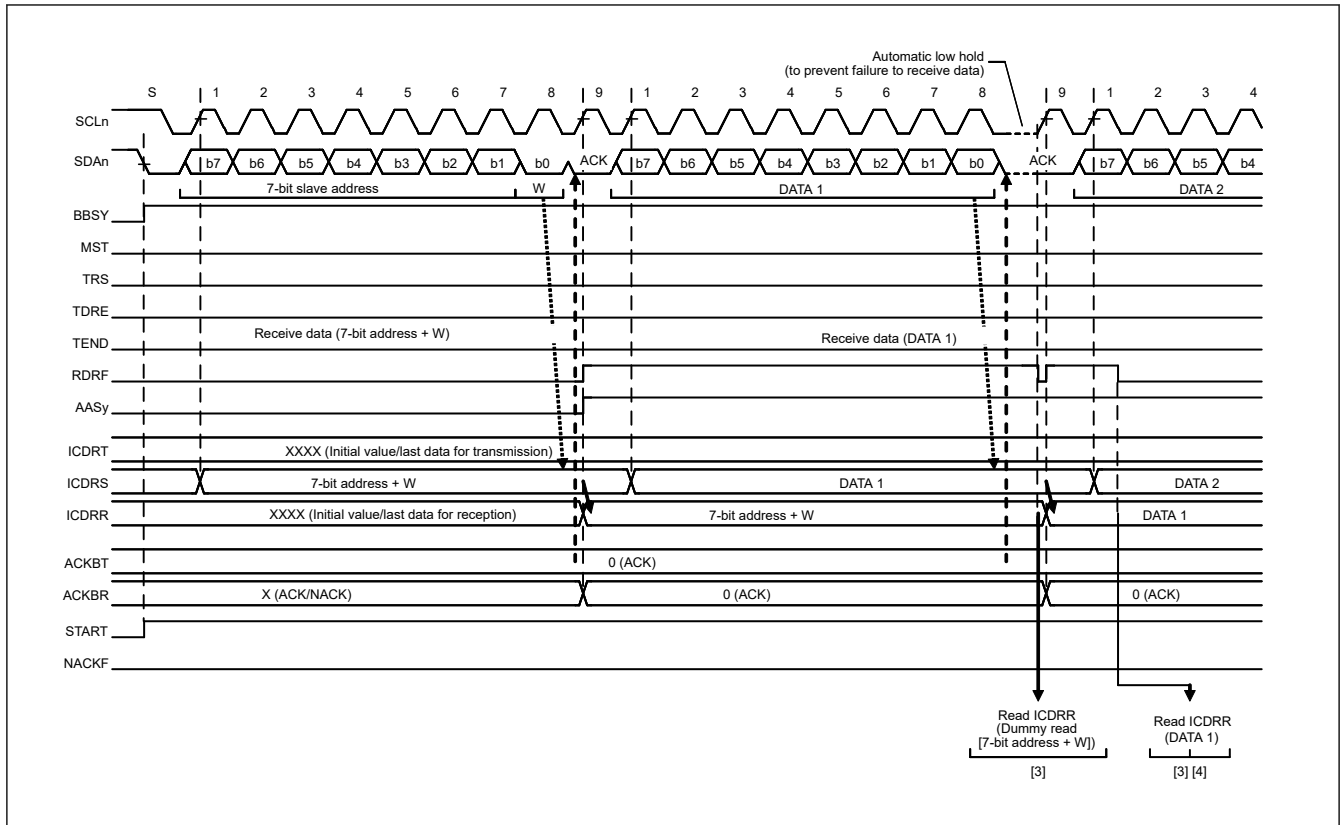 Automatic low hold
(to prevent failure to receive data)
S 1 2 3 4 5 6 7 8 9 1 2 3 4 5 6 7 8 9 1 2 3 4
SCLn
SDAn b7 b6 b5 b4 b3 b2 b1 b0 ACK b7 b6 b5 b4 b3 b2 b1 b0 ACK b7 b6 b5 b4
7-bit slave address W DATA 1 DATA 2
BBSY
MST
TRS
TDRE
Receive data (7-bit address + W) Receive data (DATA 1)
TEND
RDRF
AASy
ICDRT XXXX (Initial value/last data for transmission)
ICDRS 7-bit address + W DATA 1 DATA 2
ICDRR XXXX (Initial value/last data for reception) 7-bit address + W DATA 1
ACKBT 0 (ACK)
ACKBR X (ACK/NACK) 0 (ACK) 0 (ACK)
START
NACKF
Read ICDRR
(Dummy read
[7-bit address + W])
[3]
Read ICDRR
(DATA 1)
[3] [4]